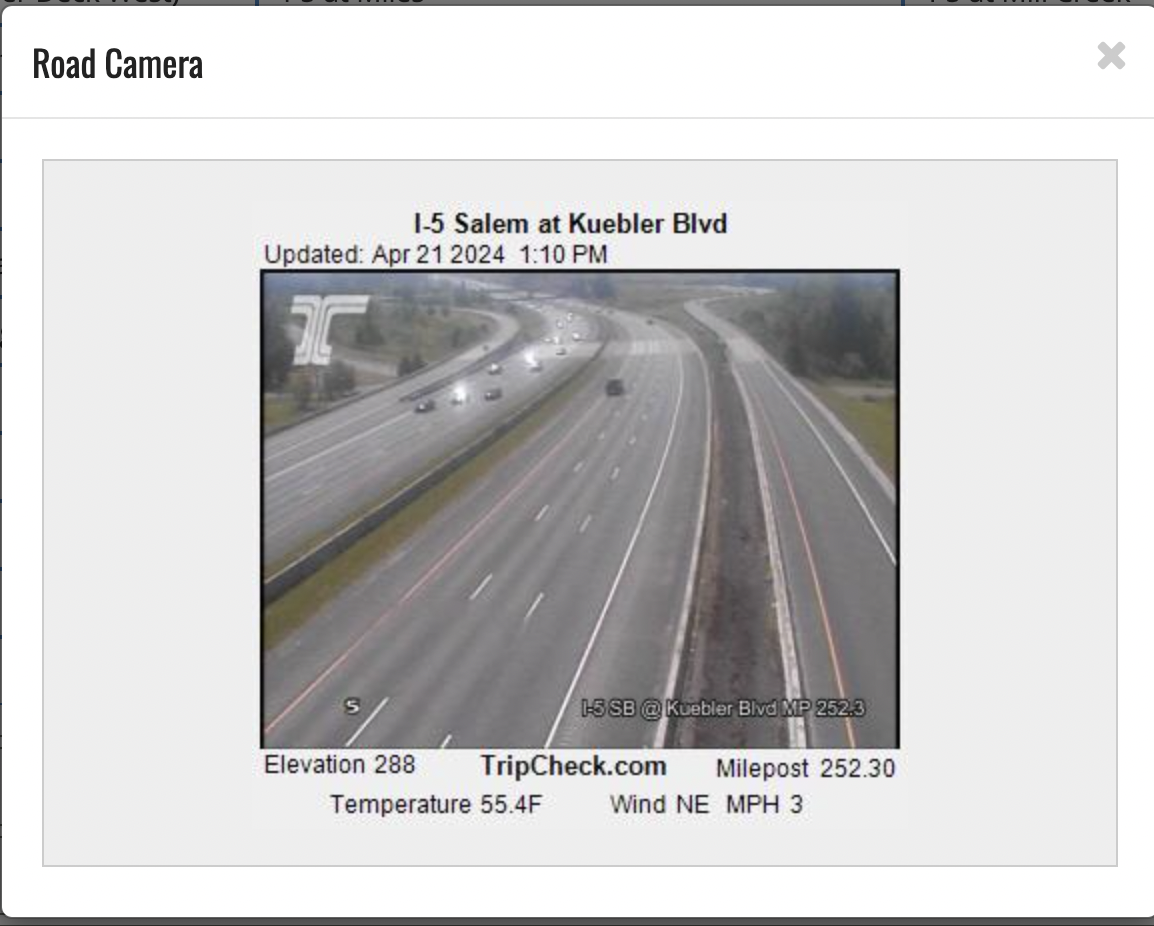 Road Camera
I-5 Salem at Kuebler Blvd
Updated: Apr 21 2024 1:10 PM
S
I-5 SB @ Kuebler Blvd MP 252.3
Elevation 288 TripCheck.com Milepost 252.30
Temperature 55.4F Wind NE MPH 3